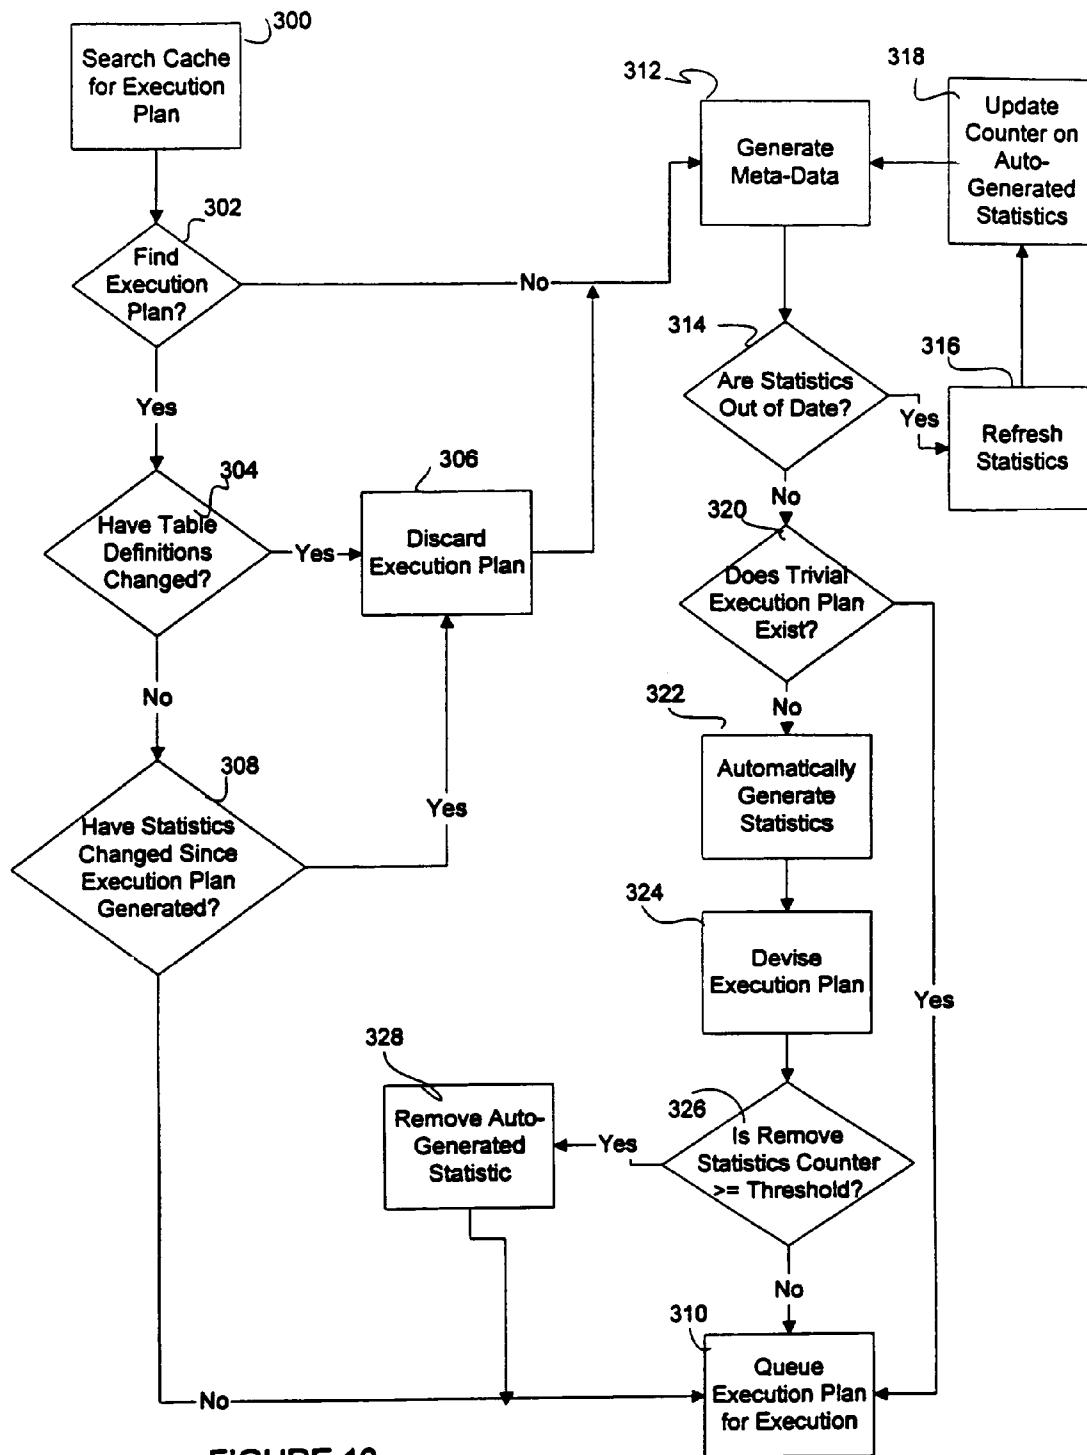 300
Search Cache
for Execution
Plan
302
Find
Execution
Plan?
No
Yes
304
Have Table
Definitions
Changed?
Yes
306
Discard
Execution Plan
No
308
Have Statistics
Changed Since
Execution Plan
Generated?
Yes
No
312
Generate
Meta-Data
318
Update
Counter on
Auto-
Generated
Statistics
314
Are Statistics
Out of Date?
Yes
316
Refresh
Statistics
No
320
Does Trivial
Execution Plan
Exist?
Yes
No
322
Automatically
Generate
Statistics
324
Devise
Execution Plan
326
Is Remove
Statistics Counter
>= Threshold?
Yes
328
Remove Auto-
Generated
Statistic
No
310
Queue
Execution Plan
for Execution
FIGURE 10